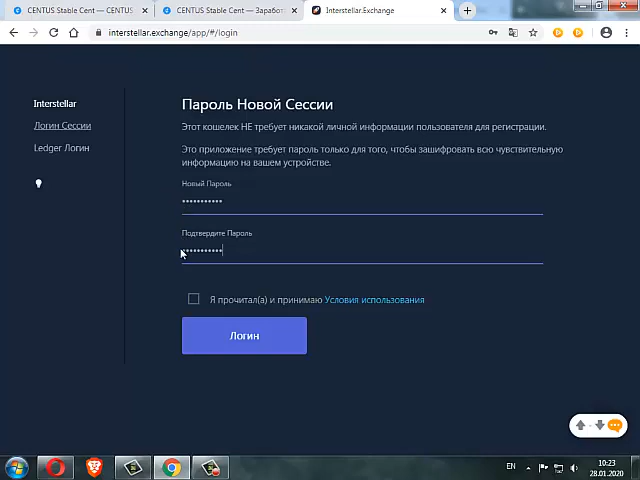 CENTUS Stable Cent — CENTUS
CENTUS Stable Cent — Заработ
Interstellar.Exchange
interstellar.exchange/app/#/login
Interstellar
Логин Сессии
Ledger Логин
Пароль Новой Сессии
Этот кошелек НЕ требует никакой личной информации пользователя для регистрации.
Это приложение требует пароль только для того, чтобы зашифровать всю чувствительную
информацию на вашем устройстве.
Новый Пароль
•••••••••••
Подтвердите Пароль
•••••••••••
Я прочитал(а) и принимаю Условия использования
Логин
EN
10:23
28.01.2020